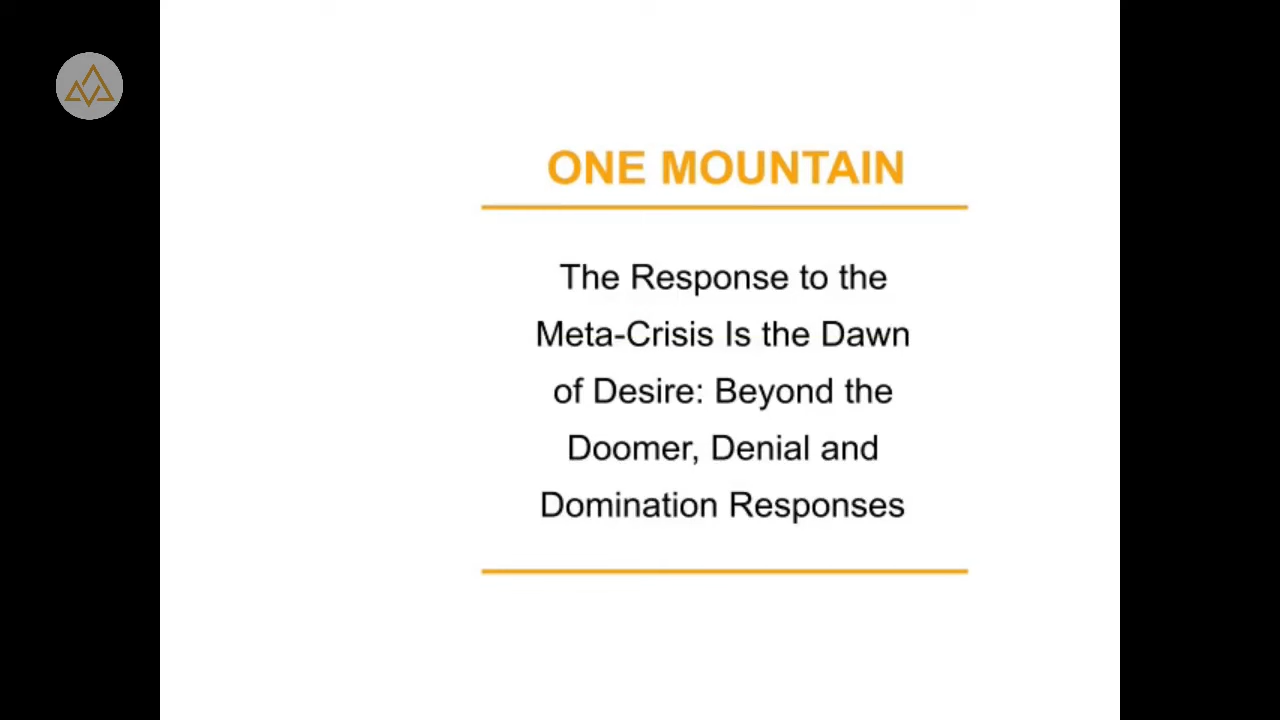 ONE MOUNTAIN
The Response to the
Meta-Crisis Is the Dawn
of Desire: Beyond the
Doomer, Denial and
Domination Responses